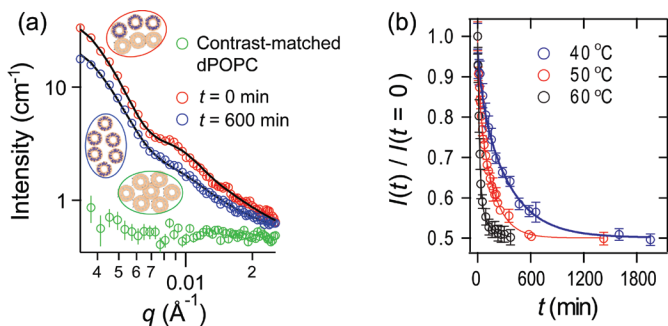 (a)
Intensity (cm⁻¹)
10
1
Contrast-matched
dPOPC
t = 0 min
t = 600 min
4 5 6 7 0.01 2
q (Å⁻¹)
(b)
I(t) / I(t = 0)
1.0
0.9
0.8
0.7
0.6
0.5
40 °C
50 °C
60 °C
0 600 1200 1800
t (min)